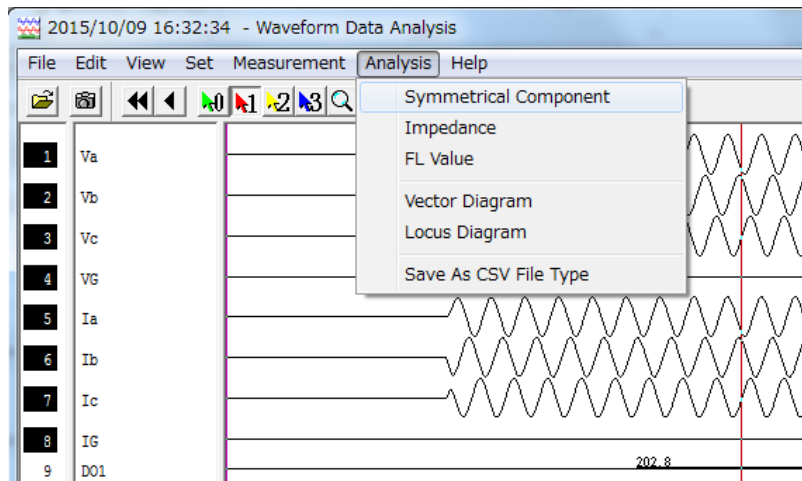 2015/10/09 16:32:34 - Waveform Data Analysis
File Edit View Set Measurement Analysis Help
0 1 2 3
Symmetrical Component
Impedance
FL Value
Vector Diagram
Locus Diagram
Save As CSV File Type
1 Va
2 Vb
3 Vc
4 VG
5 Ia
6 Ib
7 Ic
8 IG
9 DO1
202.8